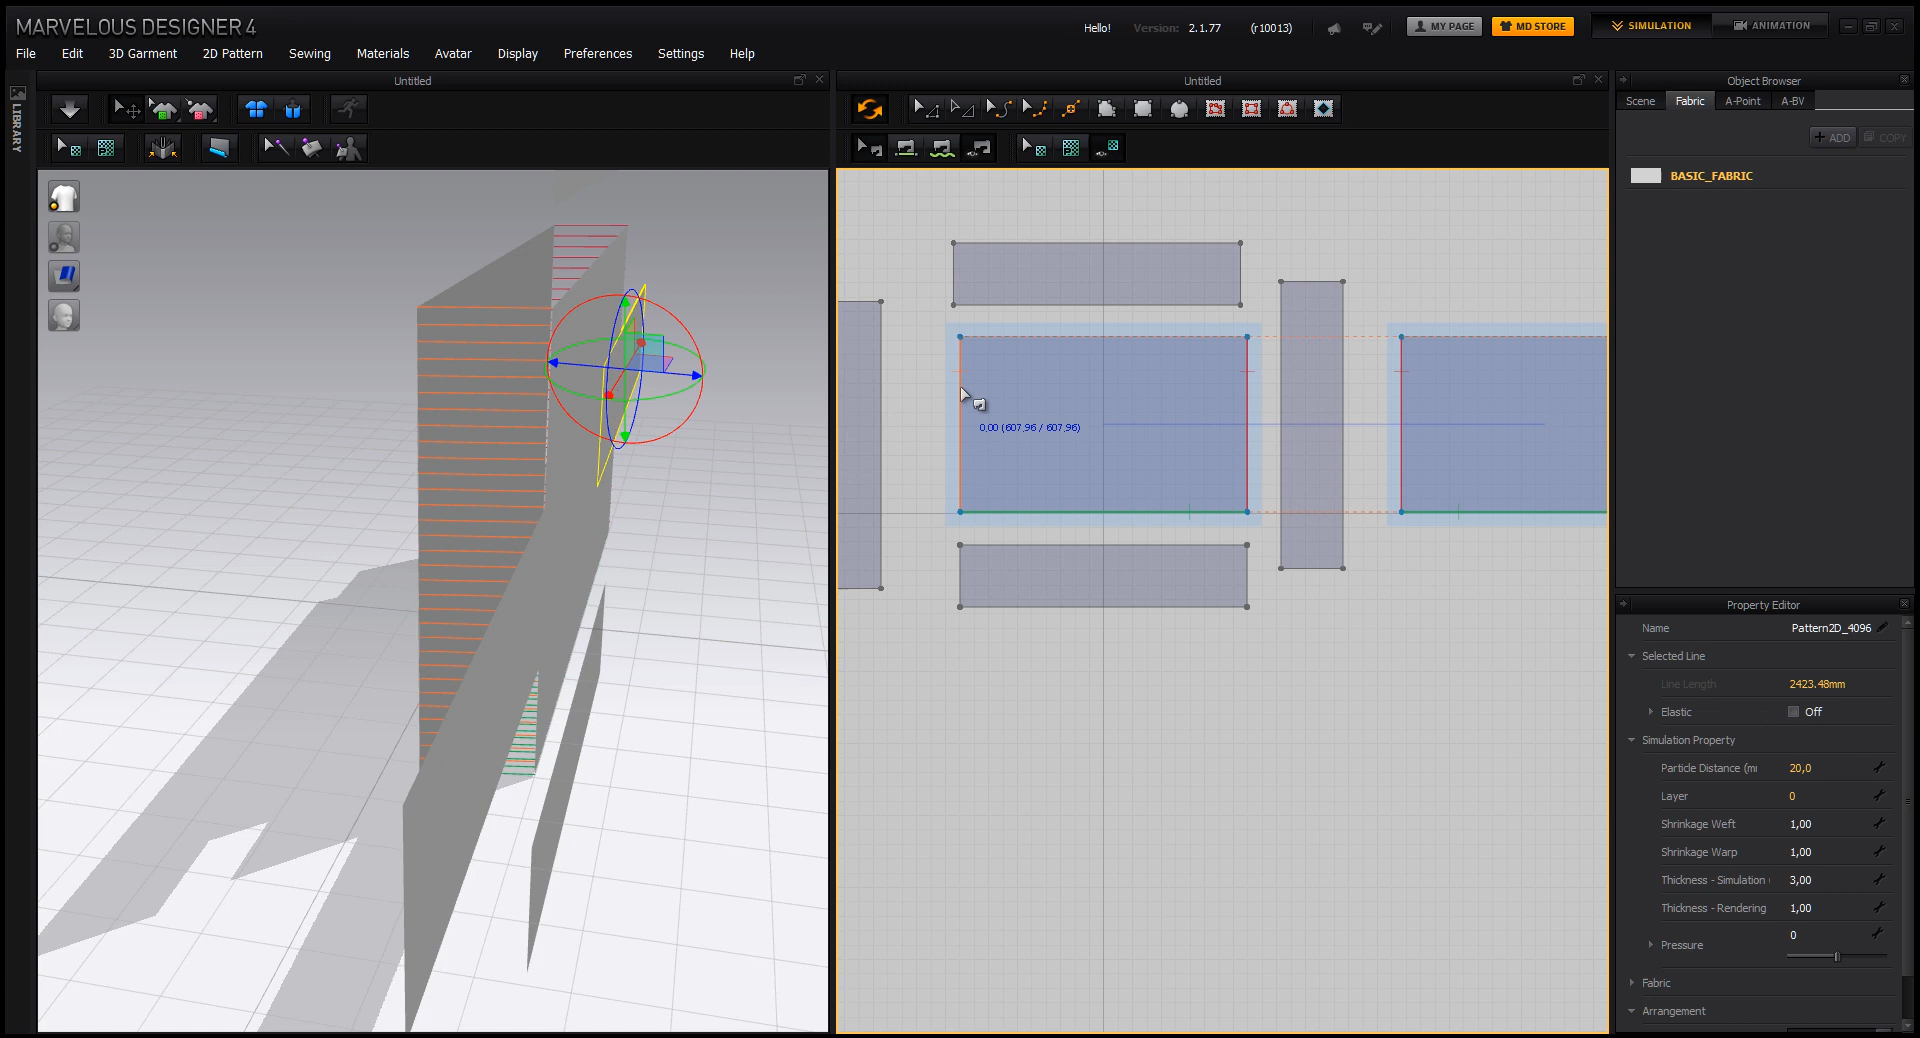 MARVELOUS DESIGNER 4
Hello!
Version: 2.1.77 (r10013)
MY PAGE
MD STORE
SIMULATION
ANIMATION
File Edit 3D Garment 2D Pattern Sewing Materials Avatar Display Preferences Settings Help
LIBRARY
Untitled
Untitled
0,00 (607,96 / 607,96)
Object Browser
Scene Fabric A-Point A-BV
+ ADD COPY
BASIC_FABRIC
Property Editor
Name Pattern2D_4096
Selected Line
Line Length 2423.48mm
Elastic Off
Simulation Property
Particle Distance (m 20,0
Layer 0
Shrinkage Weft 1,00
Shrinkage Warp 1,00
Thickness - Simulation 3,00
Thickness - Rendering 1,00
Pressure 0
Fabric
Arrangement